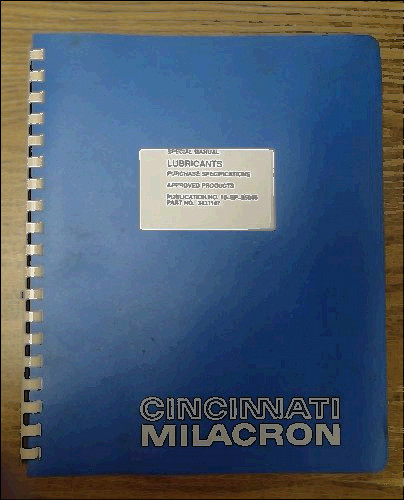 SPECIAL MANUAL
LUBRICANTS
PURCHASE SPECIFICATIONS
APPROVED PRODUCTS
PUBLICATION NO.
PART NO.
CINCINNATI
MILACRON